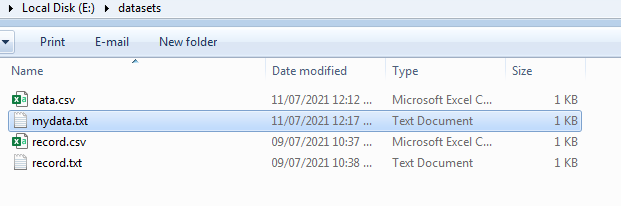 Local Disk (E:) datasets
Print E-mail New folder
Name Date modified Type Size
data.csv 11/07/2021 12:12 ... Microsoft Excel C... 1 KB
mydata.txt 11/07/2021 12:17 ... Text Document 1 KB
record.csv 09/07/2021 10:37 ... Microsoft Excel C... 1 KB
record.txt 09/07/2021 10:38 ... Text Document 1 KB